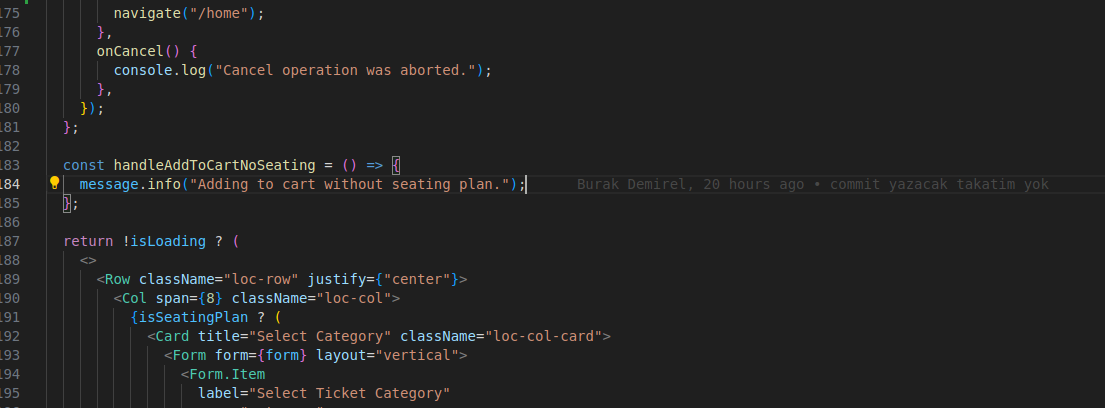 175 navigate("/home");
176 },
177 onCancel() {
178 console.log("Cancel operation was aborted.");
179 },
180 });
181 };
182
183 const handleAddToCartNoSeating = () => {
184 message.info("Adding to cart without seating plan."); Burak Demirel, 20 hours ago • commit yazacak takatim yok
185 };
186
187 return !isLoading ? (
188 <>
189 <Row className="loc-row" justify={"center"}>
190 <Col span={8} className="loc-col">
191 {isSeatingPlan ? (
192 <Card title="Select Category" className="loc-col-card">
193 <Form form={form} layout="vertical">
194 <Form.Item
195 label="Select Ticket Category"